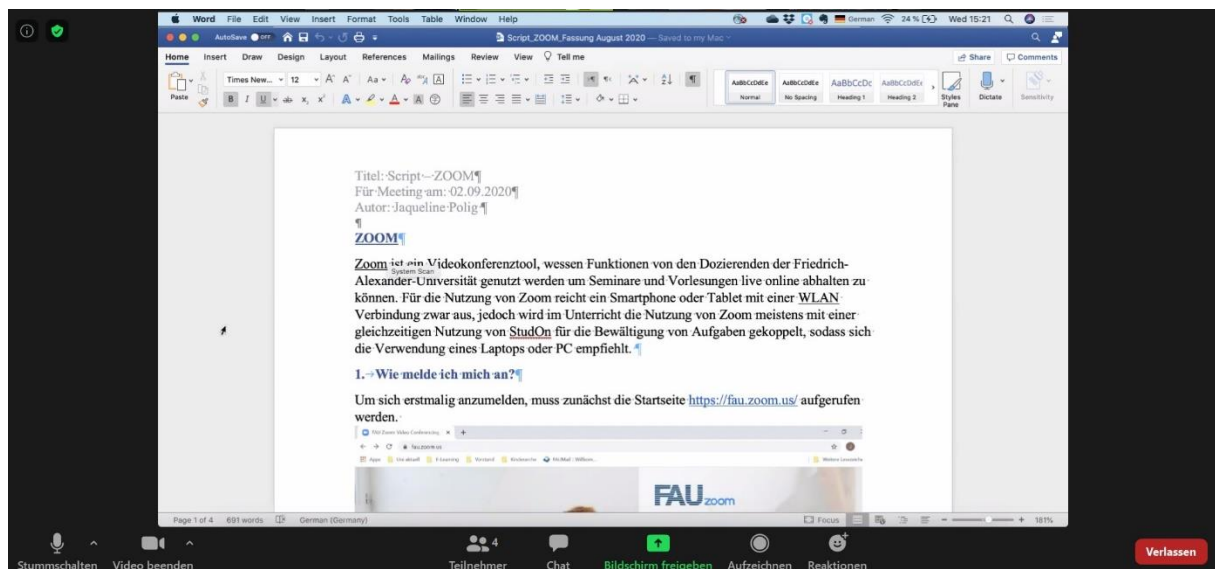 Word File Edit View Insert Format Tools Table Window Help German 24 % Wed 15:21
AutoSave OFF Script_ZOOM_Fassung August 2020 — Saved to my Mac
Home Insert Draw Design Layout References Mailings Review View Tell me Share Comments
Paste Times New... 12 A A Aa A A AaBbCcDdEe AaBbCcDdEe AaBbCcDc AaBbCcDdEe Styles Pane Dictate Sensitivity
B I U ab x, x A A A Normal No Spacing Heading 1 Heading 2
Titel: Script – ZOOM¶
Für Meeting am: 02.09.2020¶
Autor: Jaqueline Polig ¶
¶
ZOOM¶
Zoom ist ein Videokonferenztool, wessen Funktionen von den Dozierenden der Friedrich-
System Scan
Alexander-Universität genutzt werden um Seminare und Vorlesungen live online abhalten zu
können. Für die Nutzung von Zoom reicht ein Smartphone oder Tablet mit einer WLAN
Verbindung zwar aus, jedoch wird im Unterricht die Nutzung von Zoom meistens mit einer
gleichzeitigen Nutzung von StudOn für die Bewältigung von Aufgaben gekoppelt, sodass sich
die Verwendung eines Laptops oder PC empfiehlt. ¶
1.→Wie melde ich mich an?¶
Um sich erstmalig anzumelden, muss zunächst die Startseite https://fau.zoom.us/ aufgerufen
werden.
FAU Zoom Video Conferencing
fau.zoom.us
Apps
FAU zoom
Page 1 of 4 691 words German (Germany) Focus 181%
4
Stummschalten Video beenden Teilnehmer Chat Bildschirm freigeben Aufzeichnen Reaktionen Verlassen